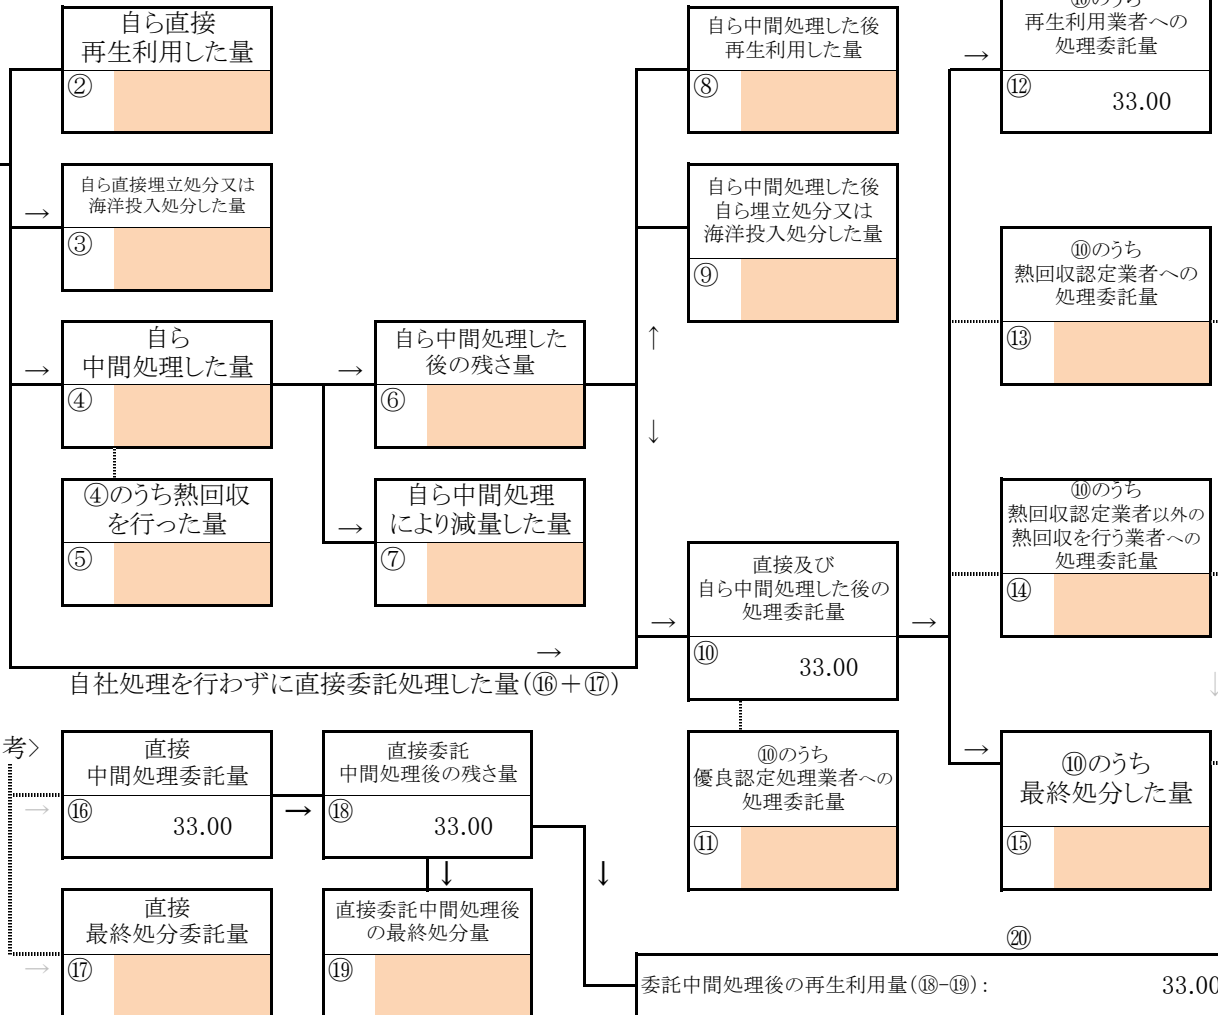 自ら直接
再生利用した量
②
→
自ら直接埋立処分又は
海洋投入処分した量
③
→
自ら
中間処理した量
④
④のうち熱回収
を行った量
⑤
→
自ら中間処理した
後の残さ量
⑥
→
自ら中間処理
により減量した量
⑦
→
自社処理を行わずに直接委託処理した量(⑯+⑰)
自ら中間処理した後
再生利用した量
⑧
自ら中間処理した後
自ら埋立処分又は
海洋投入処分した量
⑨
↑
↓
→
直接及び
自ら中間処理した後の
処理委託量
⑩
33.00
→
⑩のうち
優良認定処理業者への
処理委託量
⑪
→
⑩のうち
再生利用業者への
処理委託量
⑫
33.00
⑩のうち
熱回収認定業者への
処理委託量
⑬
⑩のうち
熱回収認定業者以外の
熱回収を行う業者への
処理委託量
⑭
↓
→
⑩のうち
最終処分した量
⑮
考>
→
直接
中間処理委託量
⑯
33.00
→
直接
最終処分委託量
⑰
→
直接委託
中間処理後の残さ量
⑱
33.00
↓
↓
直接委託中間処理後
の最終処分量
⑲
⑳
委託中間処理後の再生利用量(⑱-⑲):
33.00